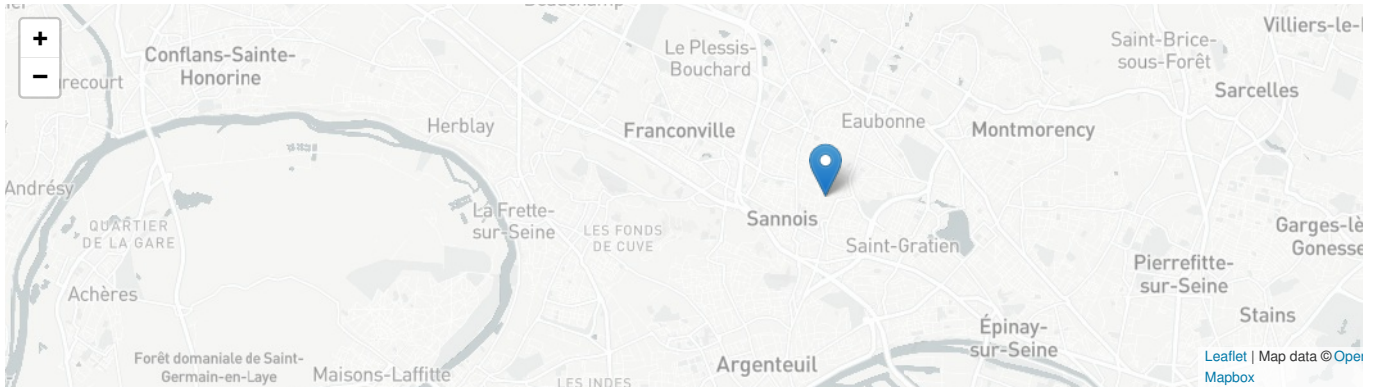 +
−
Conflans-Sainte-
Honorine
Le Plessis-
Bouchard
Saint-Brice-
sous-Forêt
Sarcelles
Herblay
Franconville
Eaubonne
Montmorency
Andrésy
QUARTIER
DE LA GARE
La Frette-
sur-Seine
LES FONDS
DE CUVE
Sannois
Saint-Gratien
Garges-lè
Gonesse
Pierrefitte-
sur-Seine
Achères
Stains
Épinay-
sur-Seine
Forêt domaniale de Saint-
Germain-en-Laye
Maisons-Laffitte
Argenteuil
LES INDES
Leaflet | Map data © Oper
Mapbox